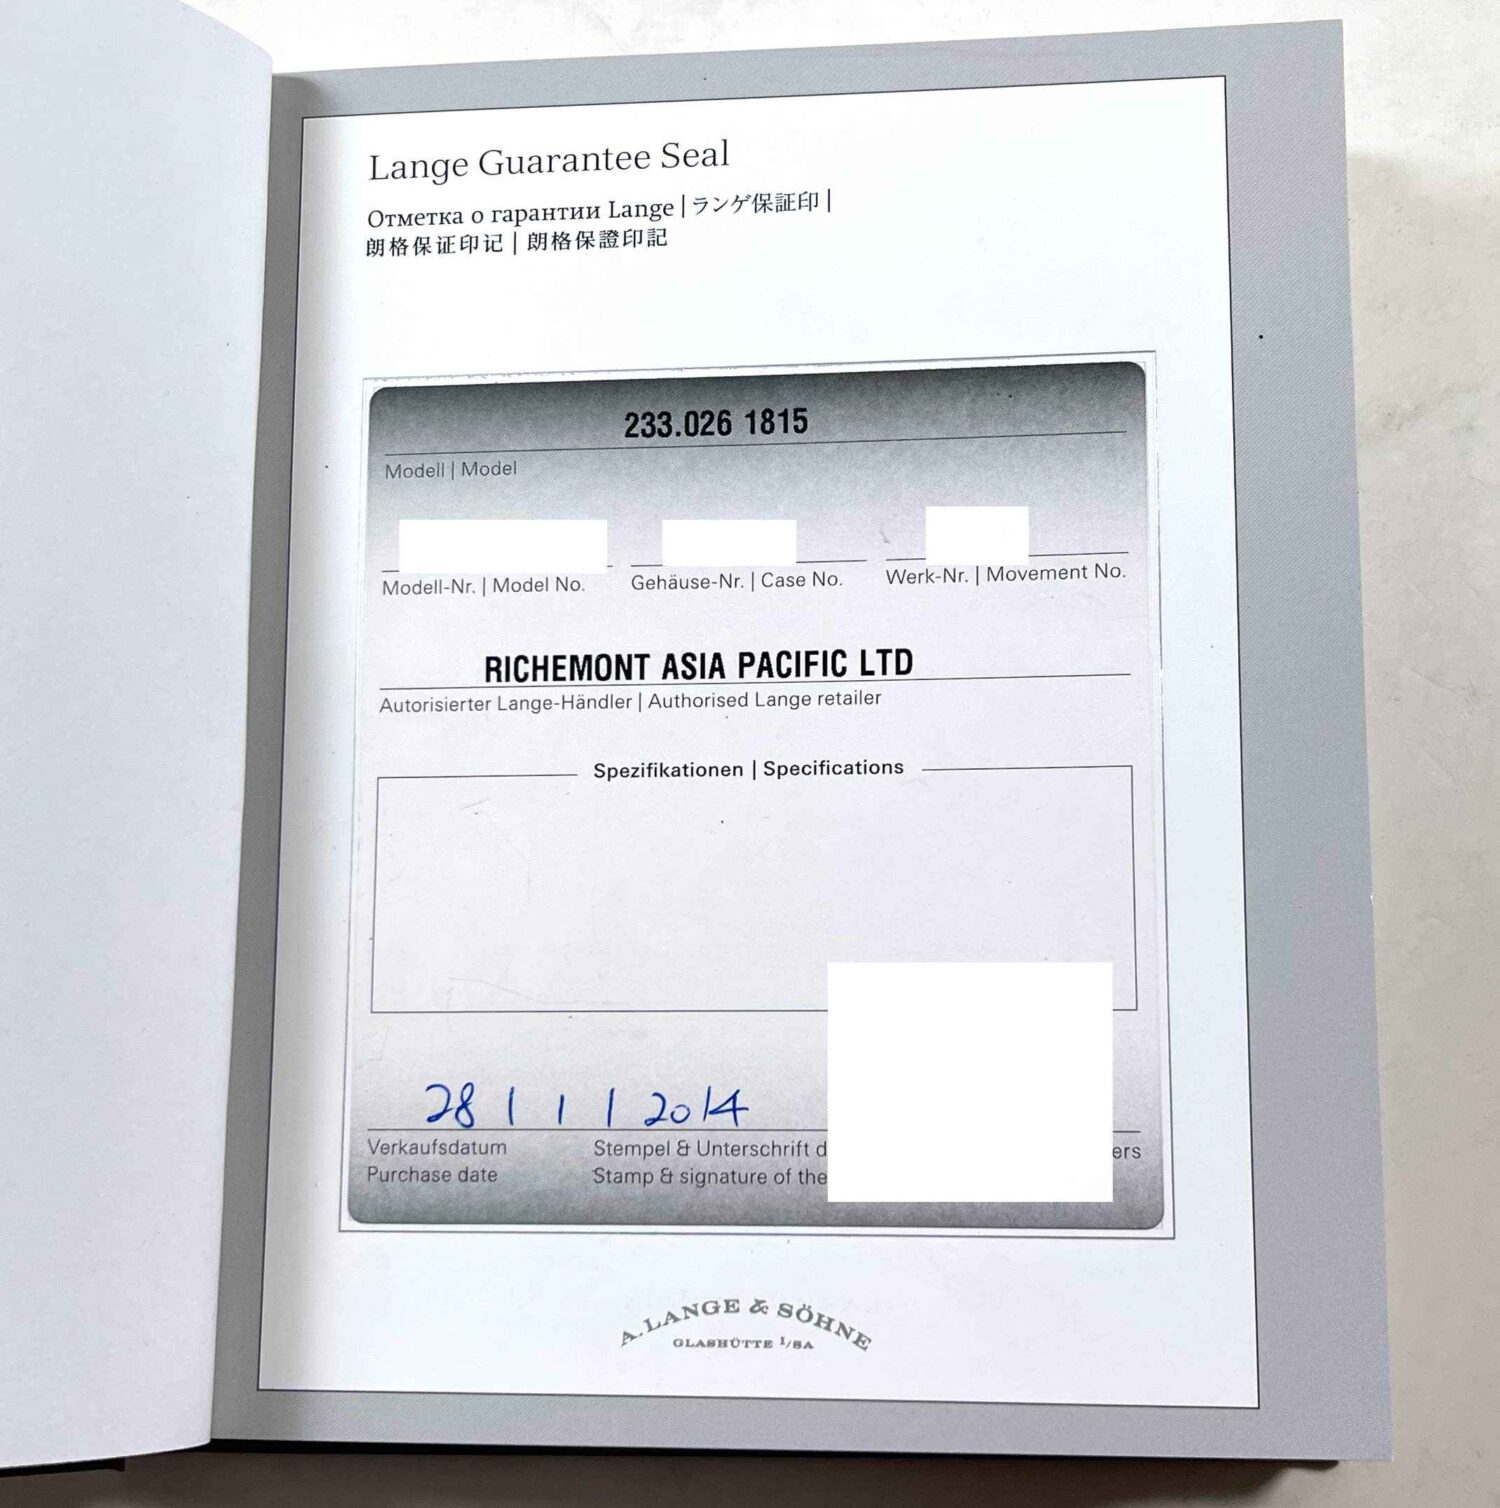 Lange Guarantee Seal
Отметка о гарантии Lange | ランゲ保証印 |
朗格保证印记 | 朗格保證印記
233.026 1815
Modell | Model
Modell-Nr. | Model No. Gehäuse-Nr. | Case No. Werk-Nr. | Movement No.
RICHEMONT ASIA PACIFIC LTD
Autorisierter Lange-Händler | Authorised Lange retailer
Spezifikationen | Specifications
28 | 1 | 2014
Verkaufsdatum Stempel & Unterschrift d ers
Purchase date Stamp & signature of the
A. LANGE & SÖHNE
GLASHÜTTE I/SA